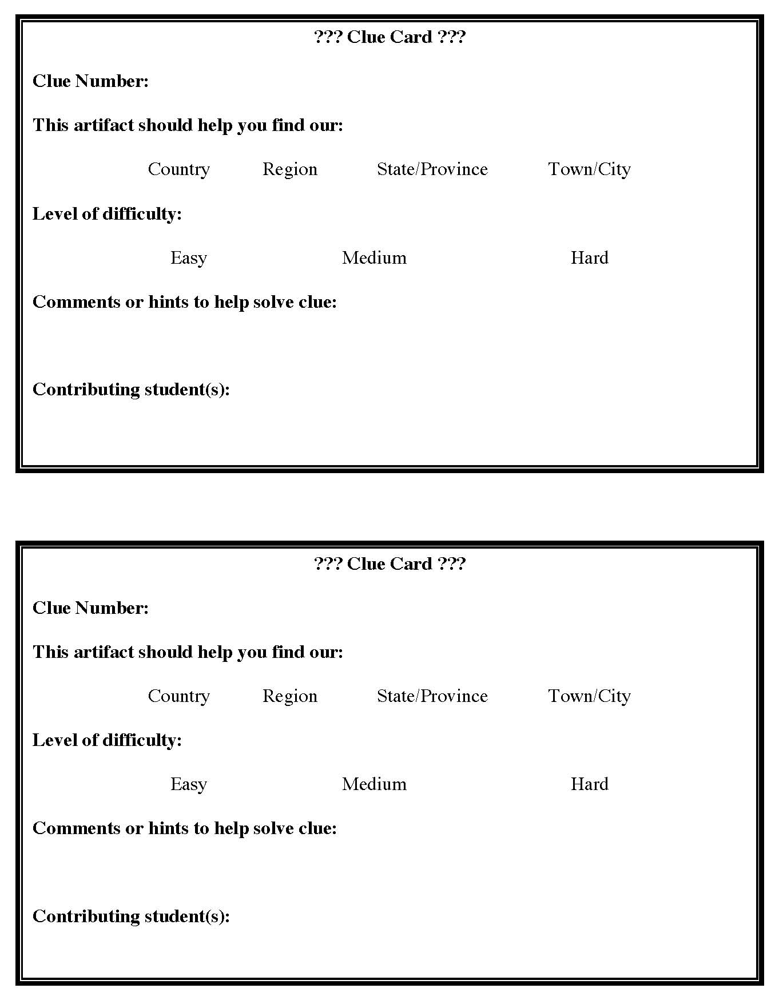 ??? Clue Card ???
Clue Number:
This artifact should help you find our:
Country Region State/Province Town/City
Level of difficulty:
Easy Medium Hard
Comments or hints to help solve clue:
Contributing student(s):
??? Clue Card ???
Clue Number:
This artifact should help you find our:
Country Region State/Province Town/City
Level of difficulty:
Easy Medium Hard
Comments or hints to help solve clue:
Contributing student(s):